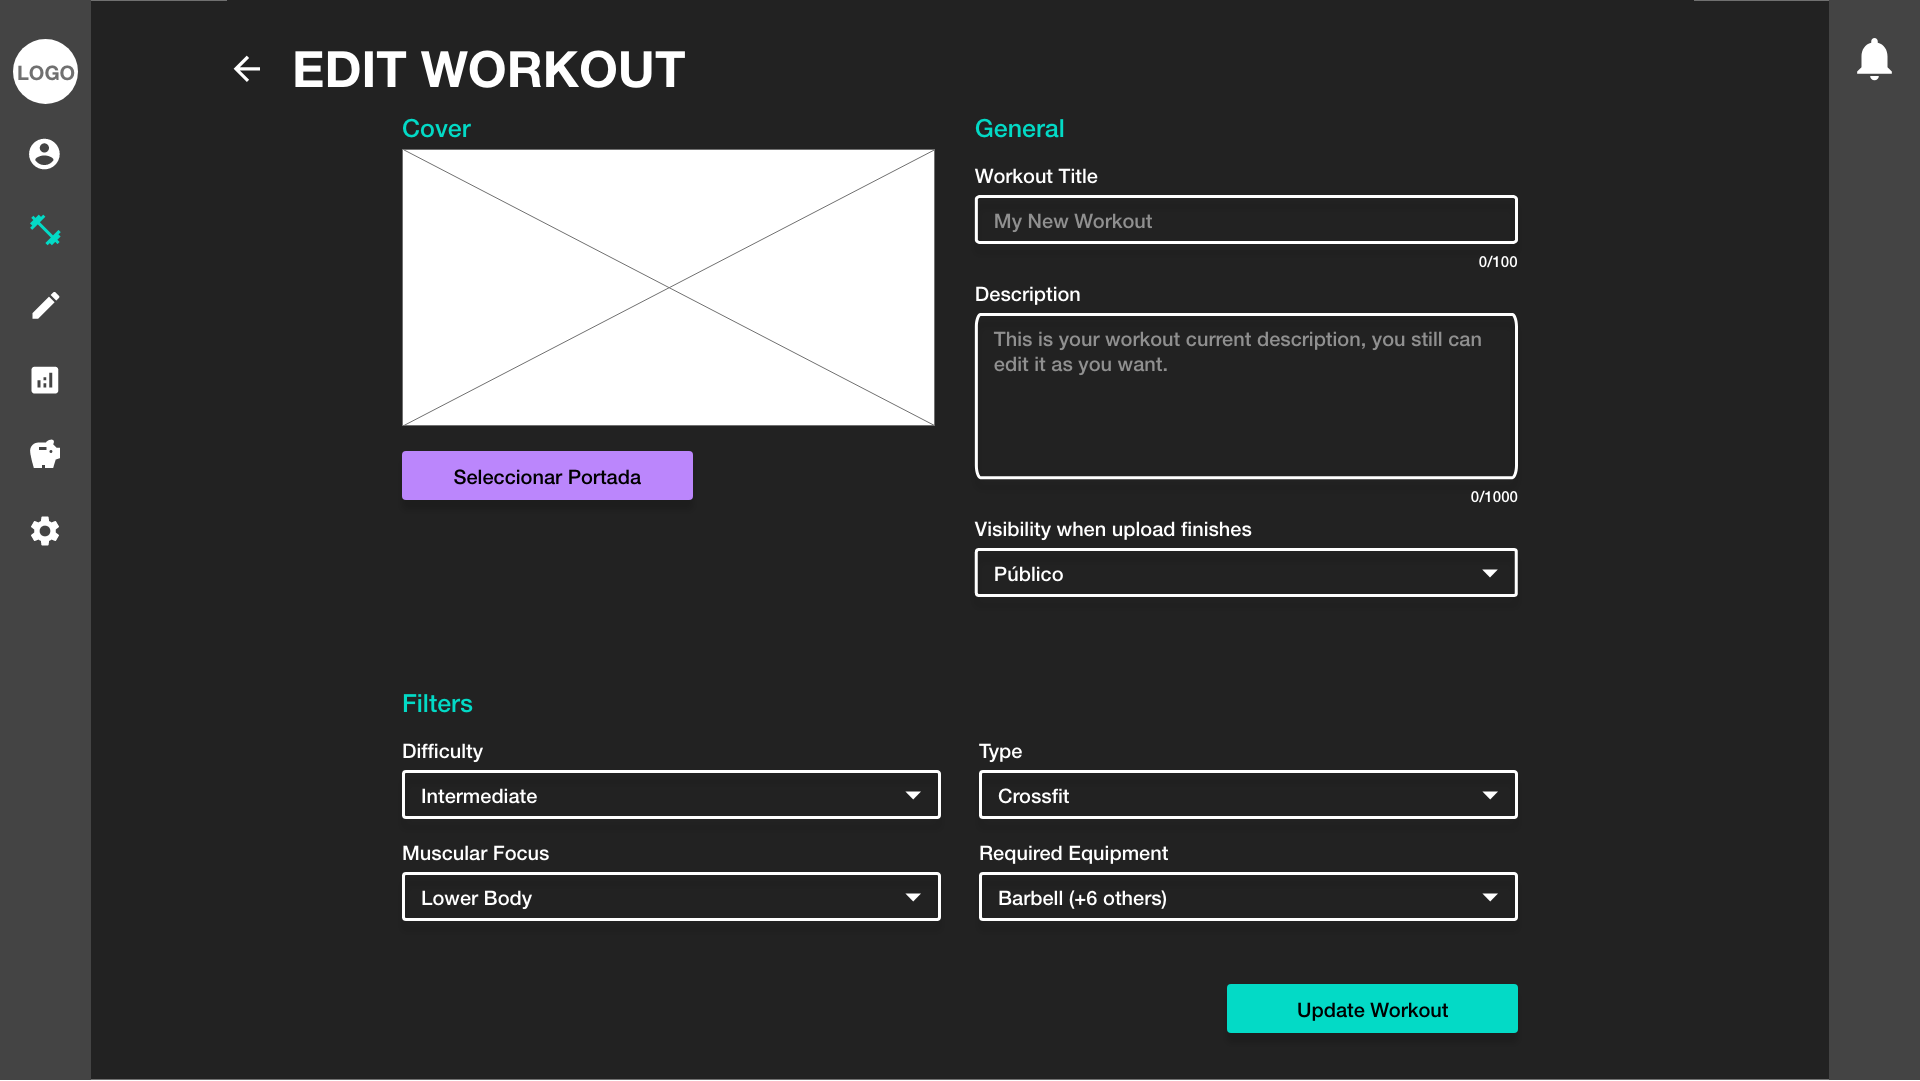 LOGO
EDIT WORKOUT
Cover
Seleccionar Portada
General
Workout Title
My New Workout
0/100
Description
This is your workout current description, you still can
edit it as you want.
0/1000
Visibility when upload finishes
Público
Filters
Difficulty
Intermediate
Type
Crossfit
Muscular Focus
Lower Body
Required Equipment
Barbell (+6 others)
Update Workout